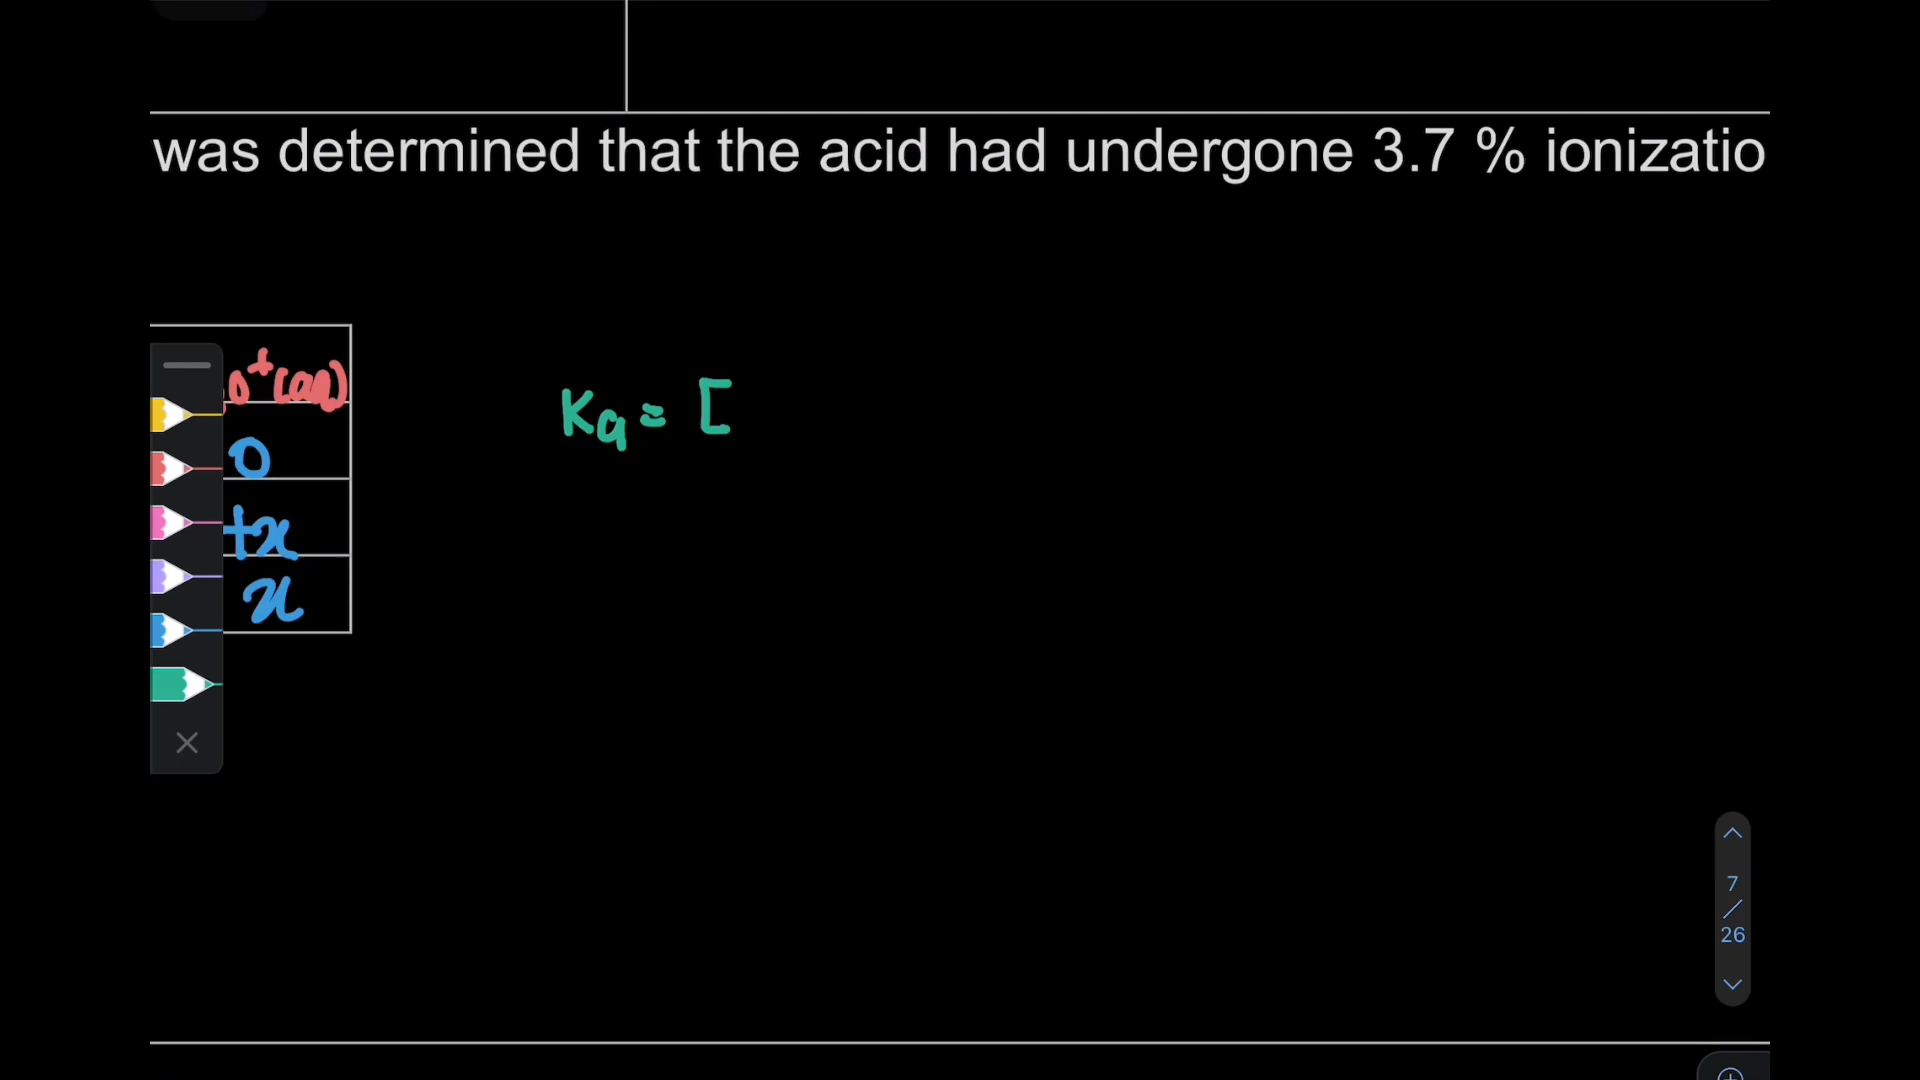 was determined that the acid had undergone 3.7 % ionizatio
O⁺(aq)
Ka = [
0
+x
x
7
/
26